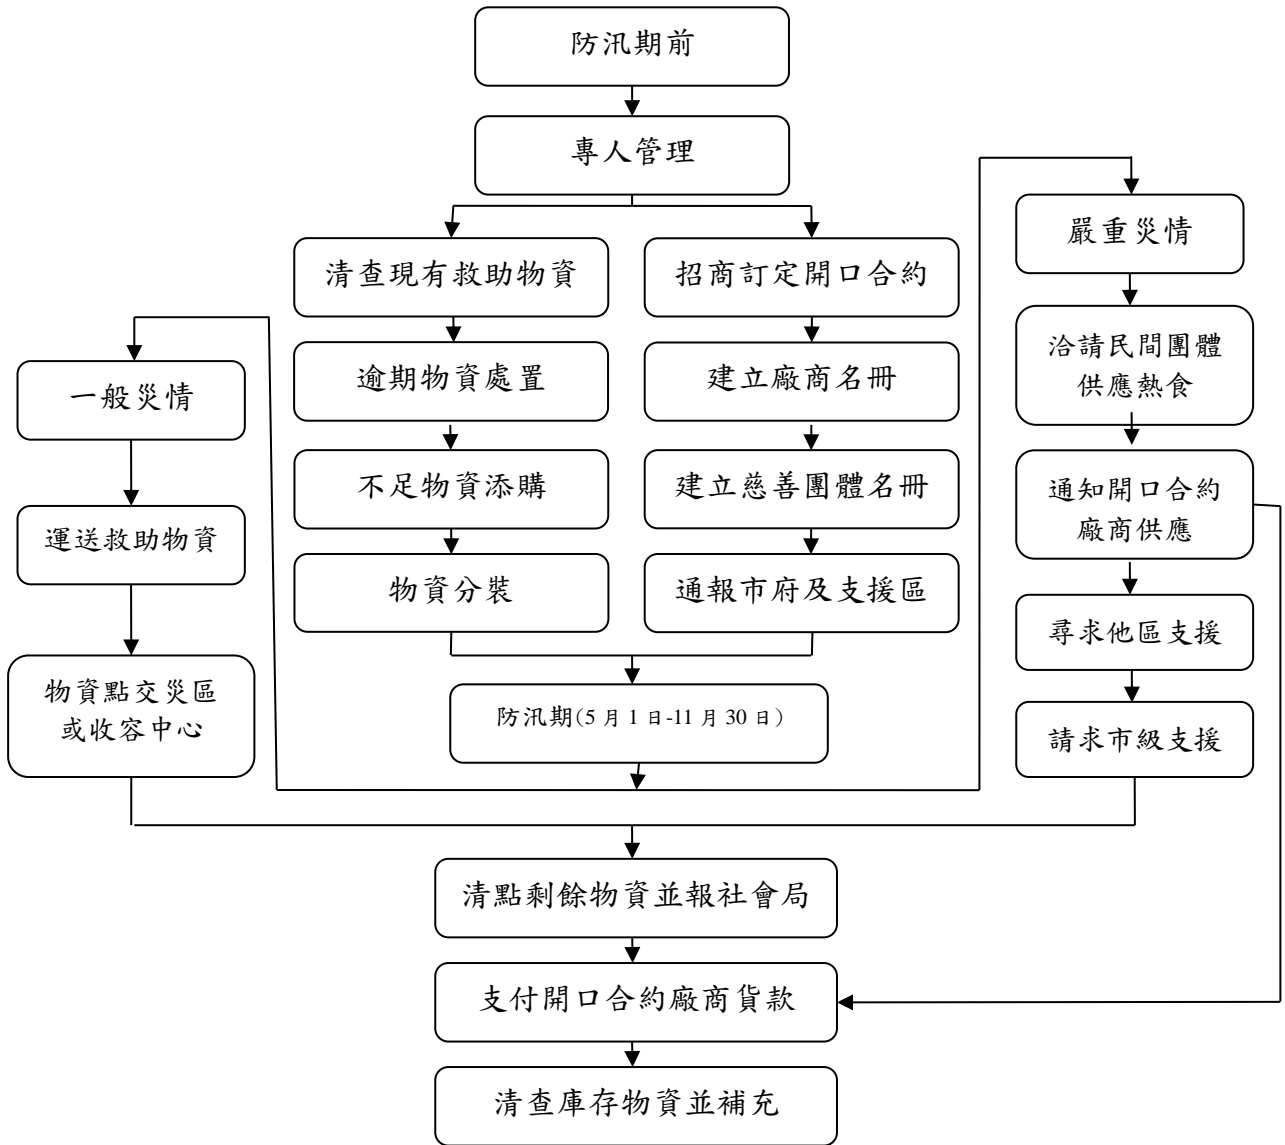 防汛期前
專人管理
清查現有救助物資
逾期物資處置
不足物資添購
物資分裝
招商訂定開口合約
建立廠商名冊
建立慈善團體名冊
通報市府及支援區
防汛期(5月1日-11月30日)
一般災情
運送救助物資
物資點交災區
或收容中心
嚴重災情
洽請民間團體
供應熱食
通知開口合約
廠商供應
尋求他區支援
請求市級支援
清點剩餘物資並報社會局
支付開口合約廠商貨款
清查庫存物資並補充